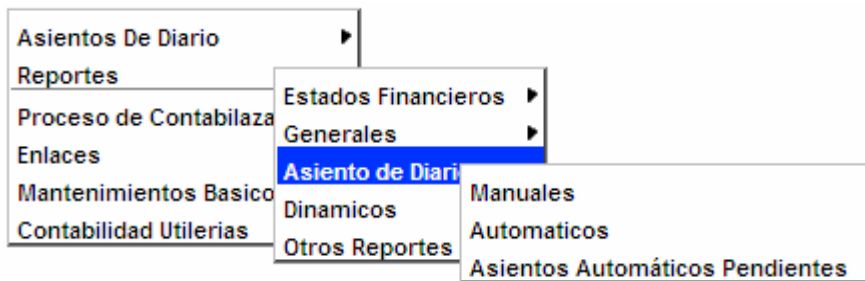 Asientos De Diario
Reportes
Proceso de Contabilaza
Enlaces
Mantenimientos Basico
Contabilidad Utilerias
Estados Financieros
Generales
Asiento de Diari
Dinamicos
Otros Reportes
Manuales
Automaticos
Asientos Automáticos Pendientes